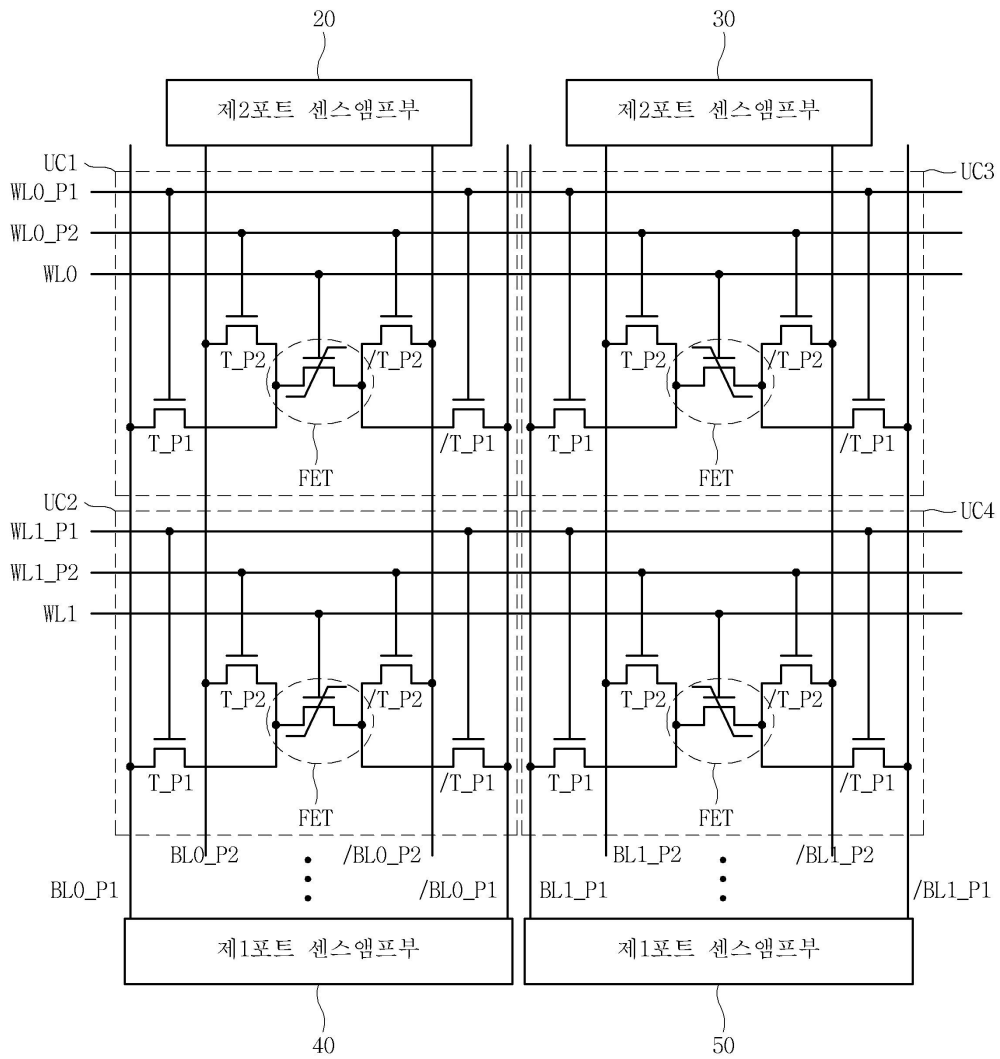 20
30
제2포트 센스앰프부
제2포트 센스앰프부
UC1
UC3
WL0_P1
WL0_P2
WL0
T_P2
/T_P2
T_P2
/T_P2
T_P1
/T_P1
T_P1
/T_P1
FET
FET
UC2
UC4
WL1_P1
WL1_P2
WL1
T_P2
/T_P2
T_P2
/T_P2
T_P1
/T_P1
T_P1
/T_P1
FET
FET
BL0_P2
/BL0_P2
BL1_P2
/BL1_P2
BL0_P1
/BL0_P1
BL1_P1
/BL1_P1
제1포트 센스앰프부
제1포트 센스앰프부
40
50